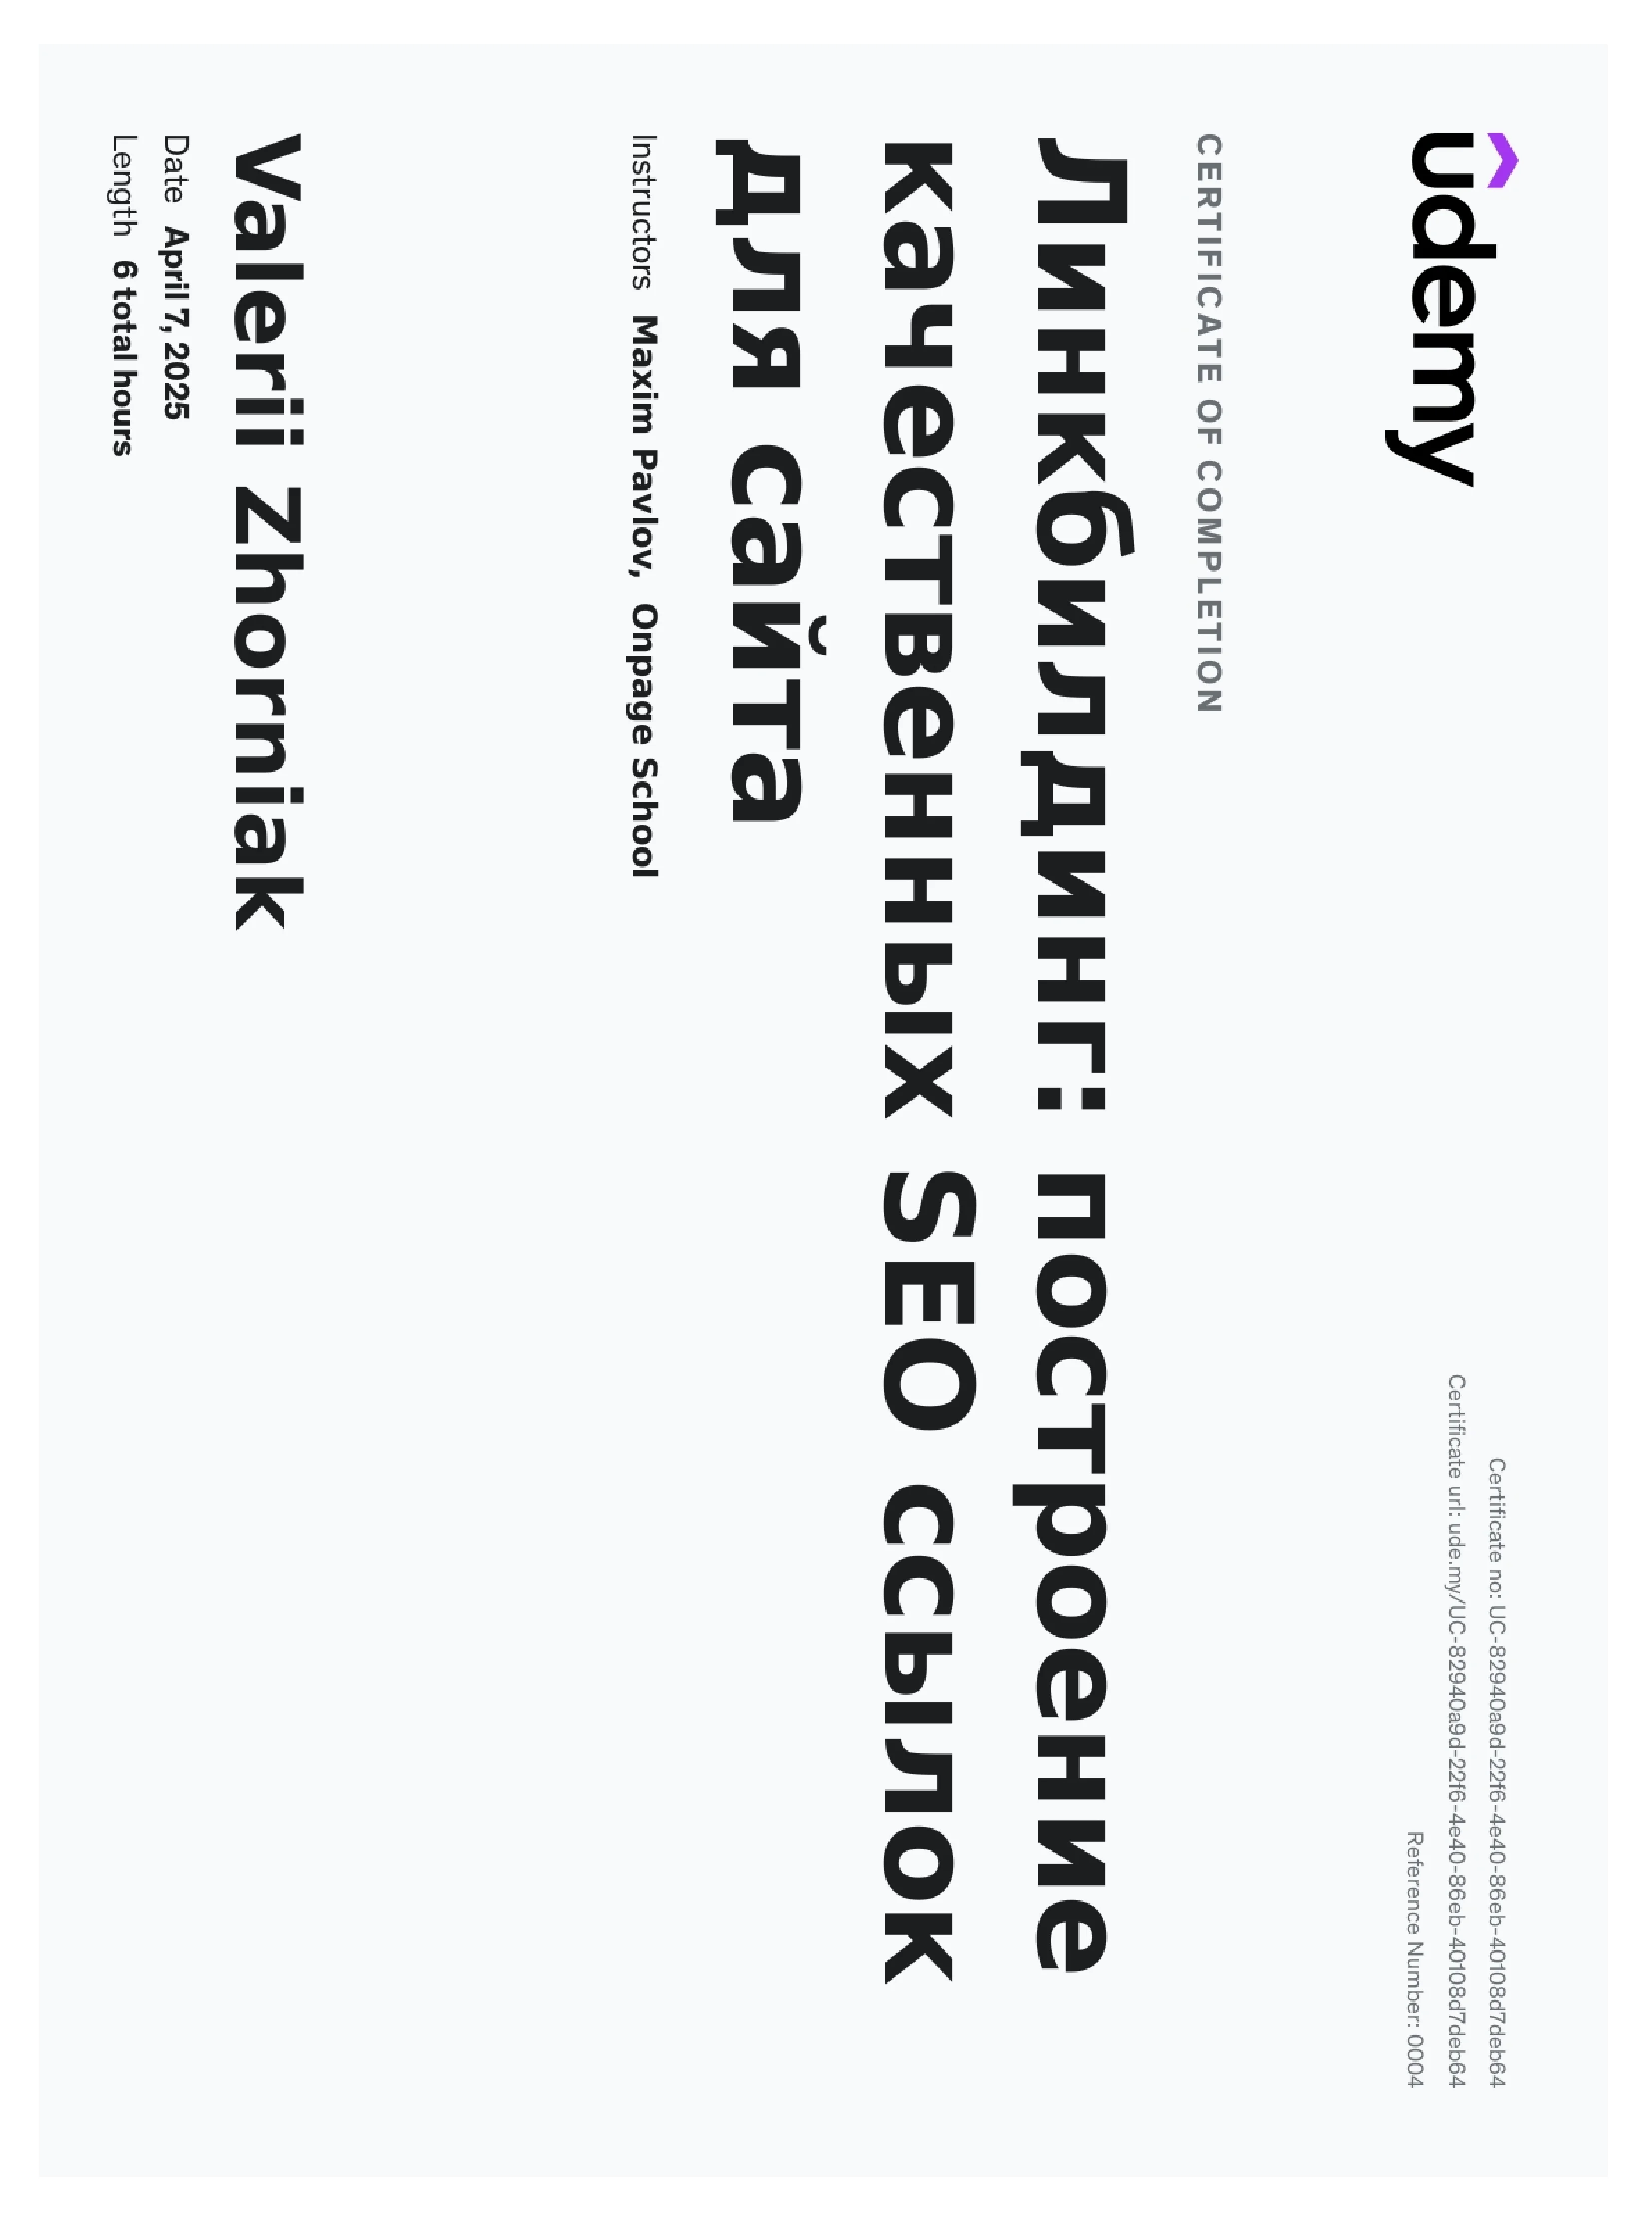 udemy
Certificate no: UC-82940a9d-22f6-4e40-86eb-40108d7deb64
Certificate url: ude.my/UC-82940a9d-22f6-4e40-86eb-40108d7deb64
Reference Number: 0004
CERTIFICATE OF COMPLETION
Линкбилдинг: построение
качественных SEO ссылок
для сайта
Instructors Maxim Pavlov, Onpage School
Valerii Zhorniak
Date April 7, 2025
Length 6 total hours